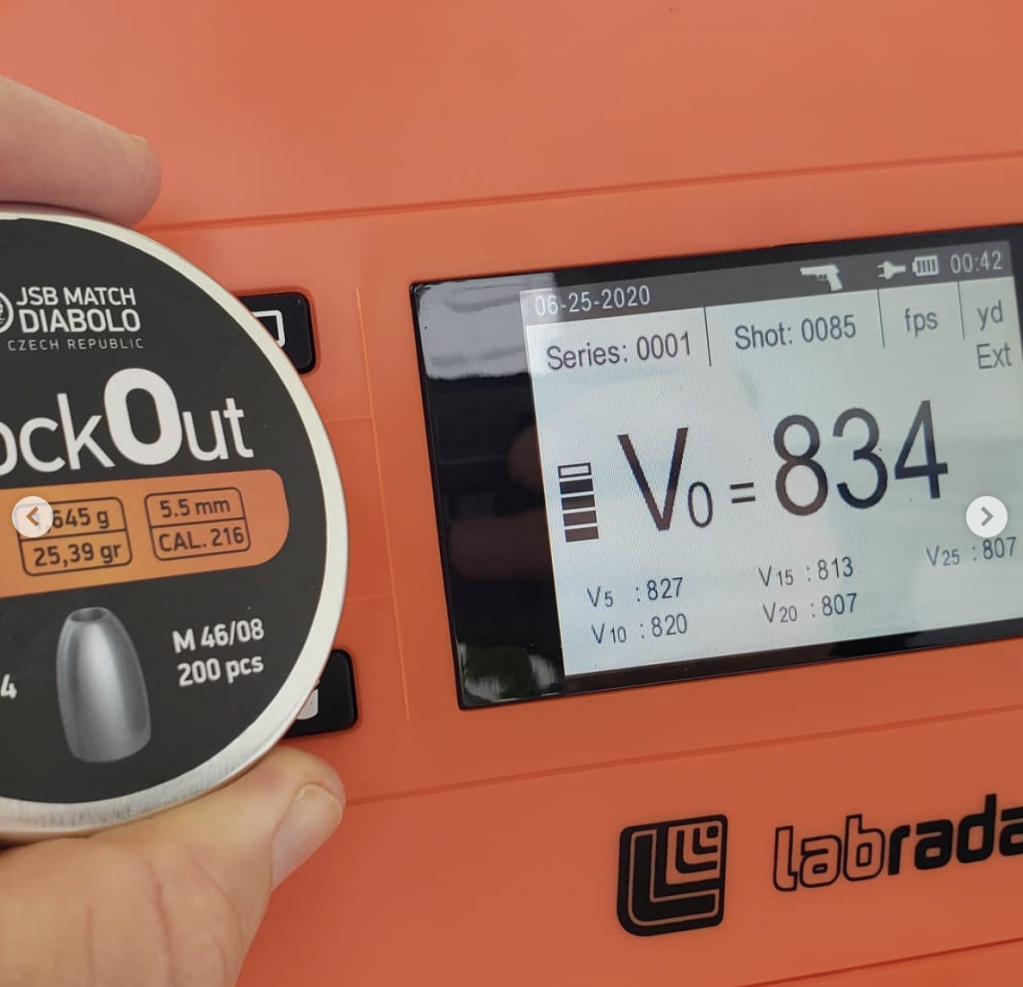 JSB MATCH
DIABOLO
CZECH REPUBLIC
ockOut
645 g
25,39 gr
5.5 mm
CAL. 216
M 46/08
200 pcs
4
06-25-2020
00:42
Series: 0001
Shot: 0085
fps
yd
Ext
V0 = 834
V5 : 827
V10 : 820
V15 : 813
V20 : 807
V25 : 807
labrada